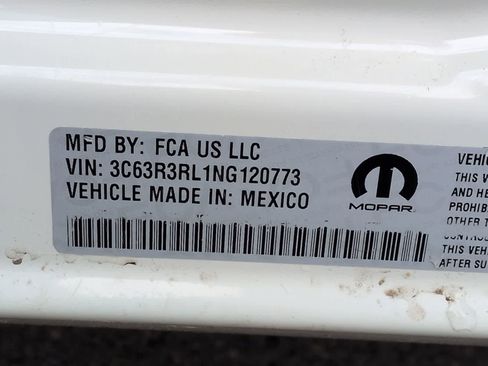 MFD BY: FCA US LLC
VIN: 3C63R3RL1NG120773
VEHICLE MADE IN: MEXICO
MOPAR
VEHI
THIS V
AND HE
PRIOR
OTHER T
THIS VEH
AFTER SU